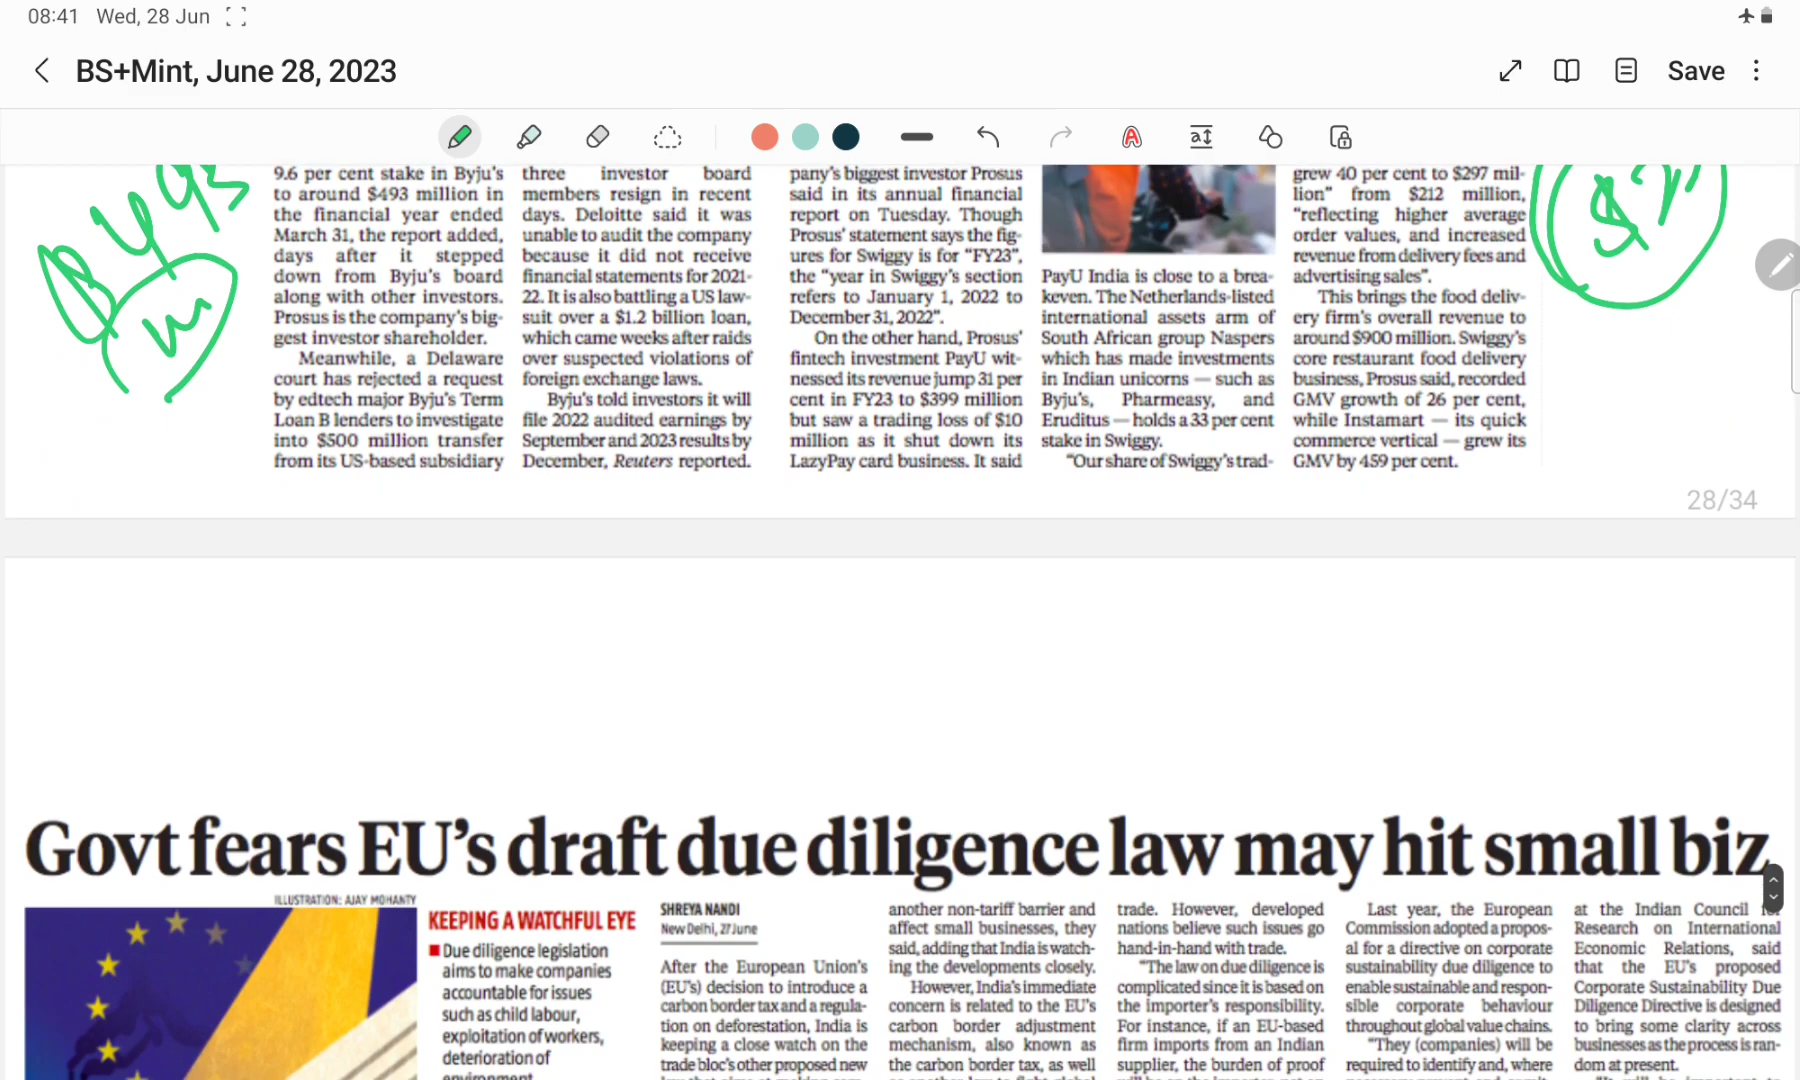 08:41 Wed, 28 Jun
BS+Mint, June 28, 2023
Save
9.6 per cent stake in Byju's
to around $493 million in
the financial year ended
March 31, the report added,
days after it stepped
down from Byju's board
along with other investors.
Prosus is the company's big-
gest investor shareholder.
Meanwhile, a Delaware
court has rejected a request
by edtech major Byju's Term
Loan B lenders to investigate
into $500 million transfer
from its US-based subsidiary
three investor board
members resign in recent
days. Deloitte said it was
unable to audit the company
because it did not receive
financial statements for 2021-
22. It is also battling a US law-
suit over a $1.2 billion loan,
which came weeks after raids
over suspected violations of
foreign exchange laws.
Byju's told investors it will
file 2022 audited earnings by
September and 2023 results by
December, Reuters reported.
pany's biggest investor Prosus
said in its annual financial
report on Tuesday. Though
Prosus' statement says the fig-
ures for Swiggy is for "FY23",
the "year in Swiggy's section
refers to January 1, 2022 to
December 31, 2022".
On the other hand, Prosus'
fintech investment PayU wit-
nessed its revenue jump 31 per
cent in FY23 to $399 million
but saw a trading loss of $10
million as it shut down its
LazyPay card business. It said
PayU India is close to a brea-
keven. The Netherlands-listed
international assets arm of
South African group Naspers
which has made investments
in Indian unicorns — such as
Byju's, Pharmeasy, and
Eruditus — holds a 33 per cent
stake in Swiggy.
"Our share of Swiggy's trad-
grew 40 per cent to $297 mil-
lion" from $212 million,
"reflecting higher average
order values, and increased
revenue from delivery fees and
advertising sales".
This brings the food deliv-
ery firm's overall revenue to
around $900 million. Swiggy's
core restaurant food delivery
business, Prosus said, recorded
GMV growth of 26 per cent,
while Instamart — its quick
commerce vertical — grew its
GMV by 459 per cent.
28/34
Govt fears EU's draft due diligence law may hit small biz
ILLUSTRATION: AJAY MOHANTY
KEEPING A WATCHFUL EYE
Due diligence legislation
aims to make companies
accountable for issues
such as child labour,
exploitation of workers,
deterioration of
SHREYA NANDI
New Delhi, 27 June
After the European Union's
(EU's) decision to introduce a
carbon border tax and a regula-
tion on deforestation, India is
keeping a close watch on the
trade bloc's other proposed new
another non-tariff barrier and
affect small businesses, they
said, adding that India is watch-
ing the developments closely.
However, India's immediate
concern is related to the EU's
carbon border adjustment
mechanism, also known as
the carbon border tax, as well
trade. However, developed
nations believe such issues go
hand-in-hand with trade.
"The law on due diligence is
complicated since it is based on
the importer's responsibility.
For instance, if an EU-based
firm imports from an Indian
supplier, the burden of proof
Last year, the European
Commission adopted a propos-
al for a directive on corporate
sustainability due diligence to
enable sustainable and respon-
sible corporate behaviour
throughout global value chains.
"They (companies) will be
required to identify and, where
at the Indian Council for
Research on International
Economic Relations, said
that the EU's proposed
Corporate Sustainability Due
Diligence Directive is designed
to bring some clarity across
businesses as the process is ran-
dom at present.